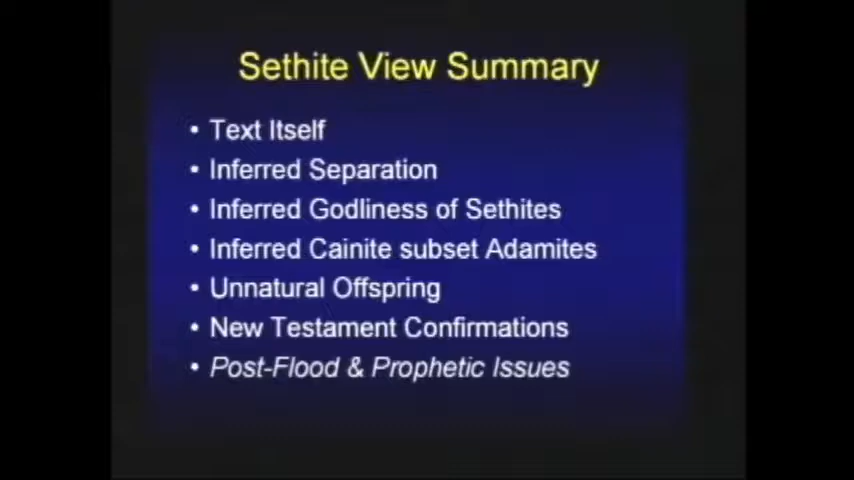 Sethite View Summary
• Text Itself
• Inferred Separation
• Inferred Godliness of Sethites
• Inferred Cainite subset Adamites
• Unnatural Offspring
• New Testament Confirmations
• Post-Flood & Prophetic Issues